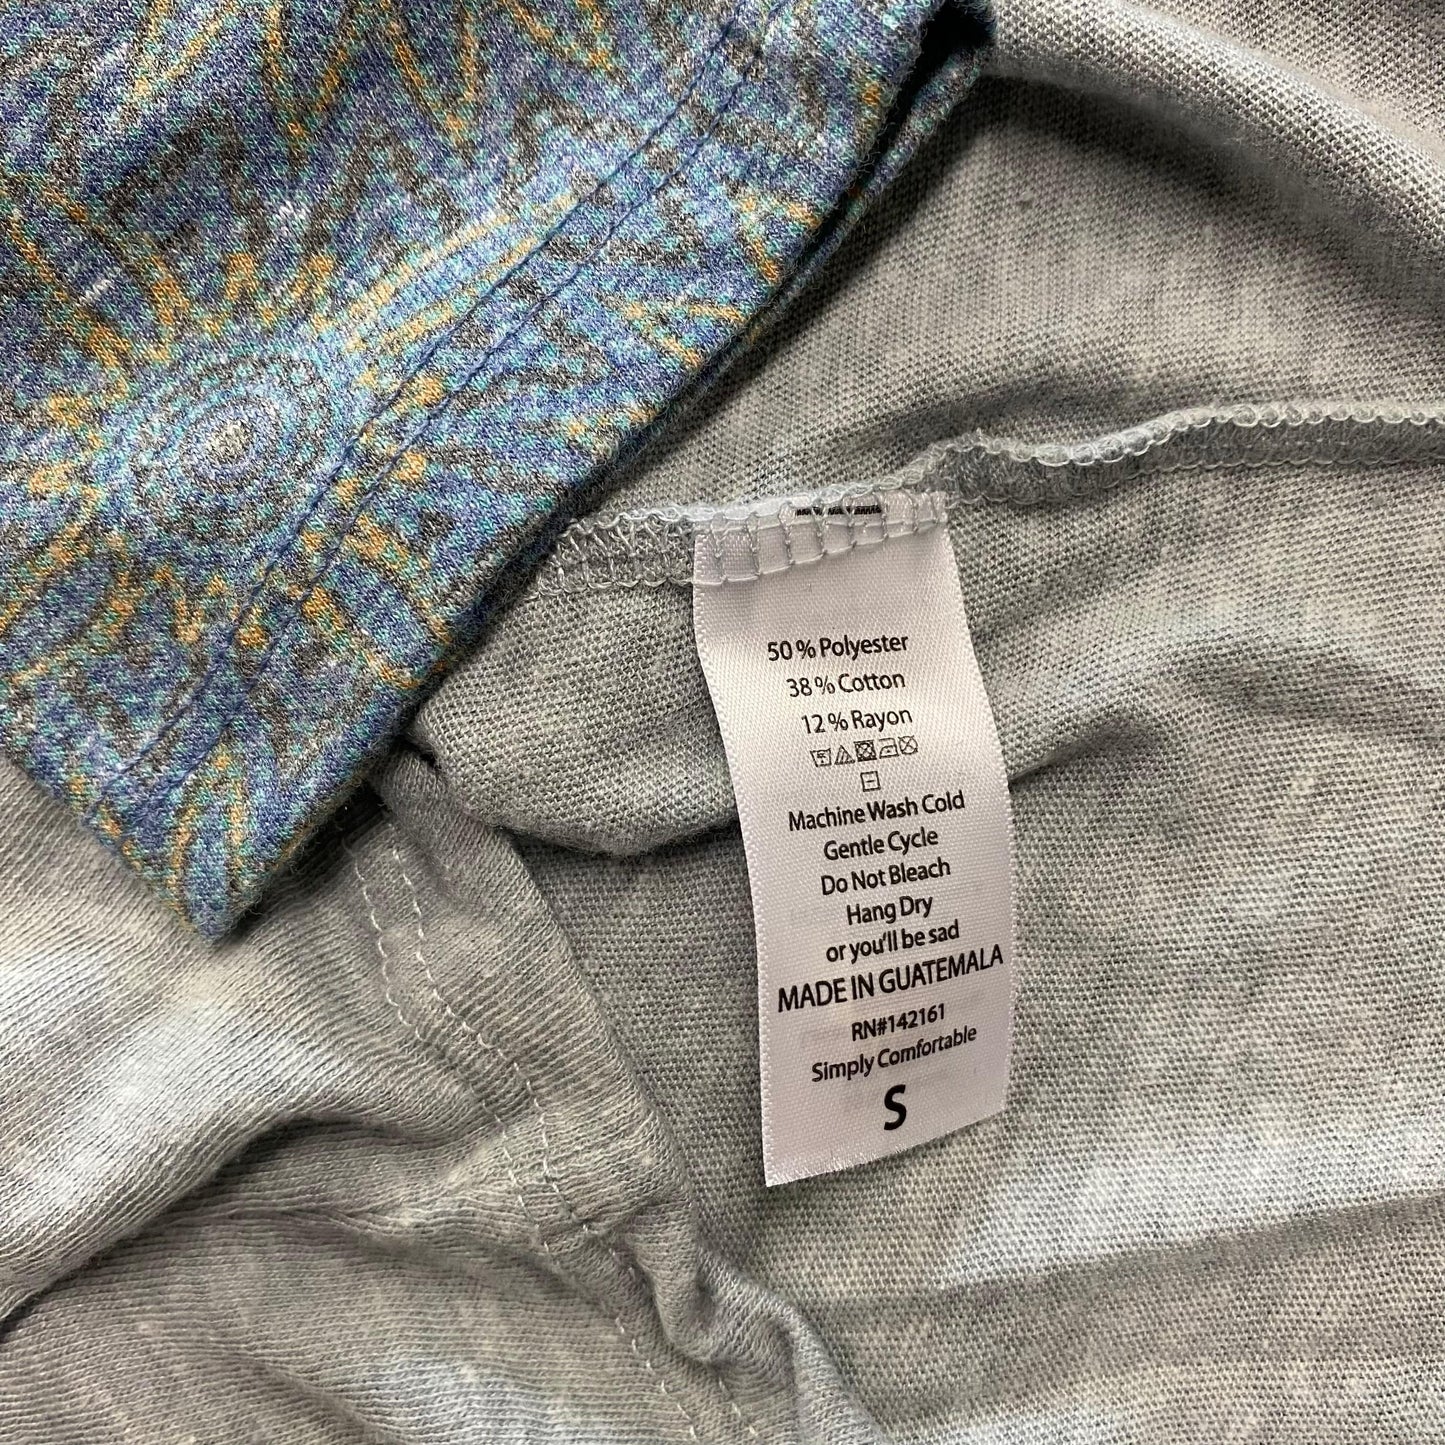 50% Polyester
38% Cotton
12% Rayon
Machine Wash Cold
Gentle Cycle
Do Not Bleach
Hang Dry
or you'll be sad
MADE IN GUATEMALA
RN#142161
Simply Comfortable
S